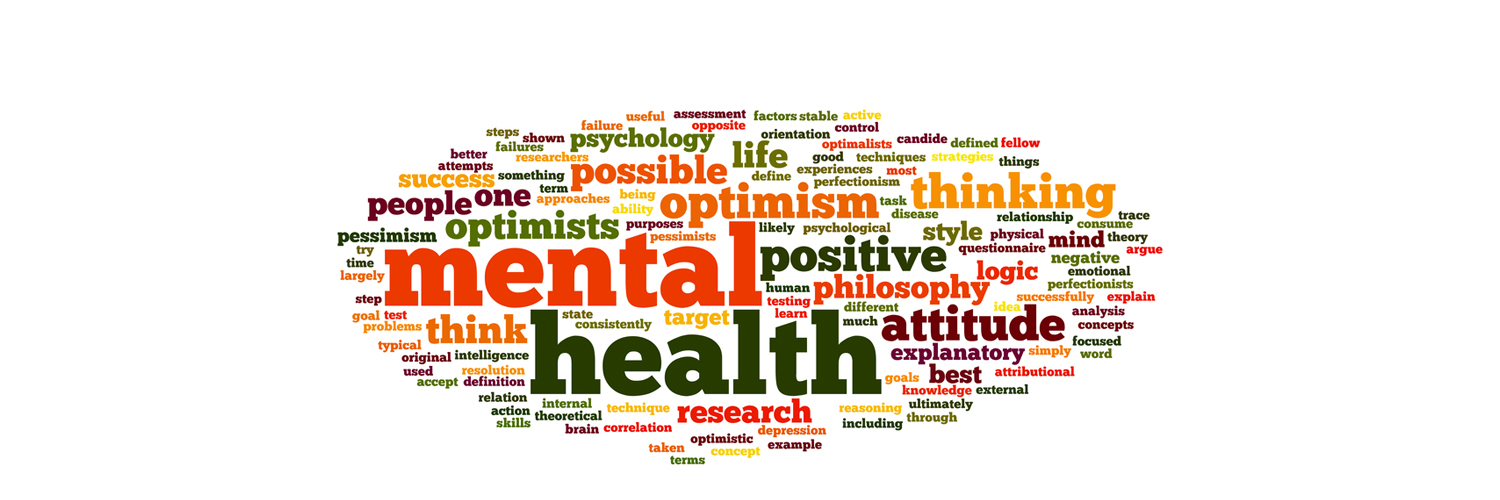 useful assessment factors stable active
failure opposite control
steps shown psychology orientation candide defined fellow
failures optimalists
better researchers life good techniques strategies things
attempts possible experiences most
success something define perfectionism thinking
term being
people one approaches optimism task
ability disease relationship trace
optimists purposes likely psychological style consume
pessimism pessimists physical mind theory
try mental positive questionnaire negative argue
time logic emotional
largely human philosophy perfectionists
step testing successfully explain
goal test state target learn different idea attitude analysis
problems think consistently health much concepts
typical explanatory simply focused
original intelligence word
used resolution best attributional
accept definition goals
relation knowledge external
action internal technique research reasoning ultimately
skills theoretical through
brain correlation depression including
taken optimistic example
concept
terms